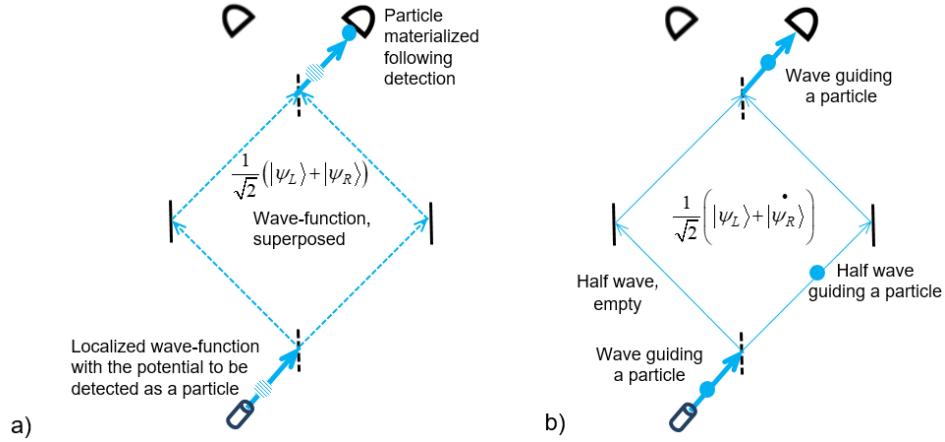 Particle
materialized
following
detection
1/√2 (|ψL⟩+|ψR⟩)
Wave-function,
superposed
Localized wave-function
with the potential to be
detected as a particle
a)
Wave guiding
a particle
1/√2 (|ψL⟩+|ψ̇R⟩)
Half wave,
empty
Half wave
guiding a particle
Wave guiding
a particle
b)